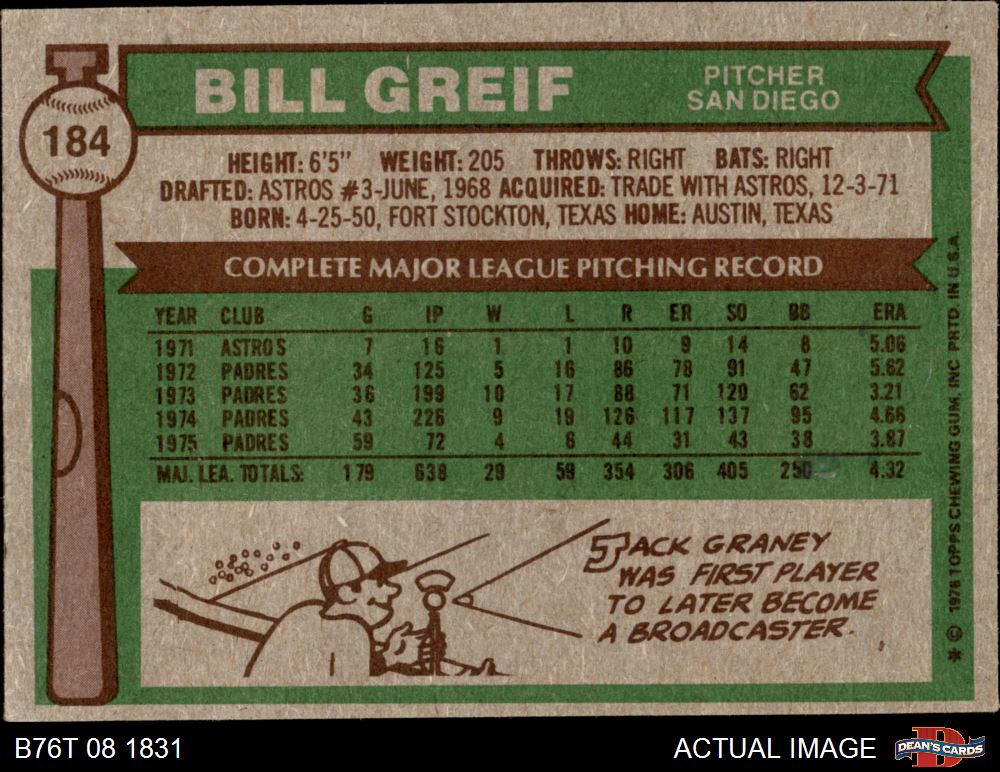 184
BILL GREIF
PITCHER
SAN DIEGO
HEIGHT: 6'5" WEIGHT: 205 THROWS: RIGHT BATS: RIGHT
DRAFTED: ASTROS #3-JUNE, 1968 ACQUIRED: TRADE WITH ASTROS, 12-3-71
BORN: 4-25-50, FORT STOCKTON, TEXAS HOME: AUSTIN, TEXAS
COMPLETE MAJOR LEAGUE PITCHING RECORD
YEAR CLUB G IP W L R ER SO BB ERA
1971 ASTROS 7 16 1 1 10 9 14 8 5.06
1972 PADRES 34 125 5 16 86 78 91 47 5.62
1973 PADRES 36 199 10 17 88 71 120 62 3.21
1974 PADRES 43 226 9 19 126 117 137 95 4.66
1975 PADRES 59 72 4 6 44 31 43 38 3.87
MAJ. LEA. TOTALS: 179 638 29 59 354 306 405 250 4.32
JACK GRANEY
WAS FIRST PLAYER
TO LATER BECOME
A BROADCASTER.
* © 1976 TOPPS CHEWING GUM, INC PRTD. IN U.S.A.
B76T 08 1831
ACTUAL IMAGE
D
DEAN'S CARDS